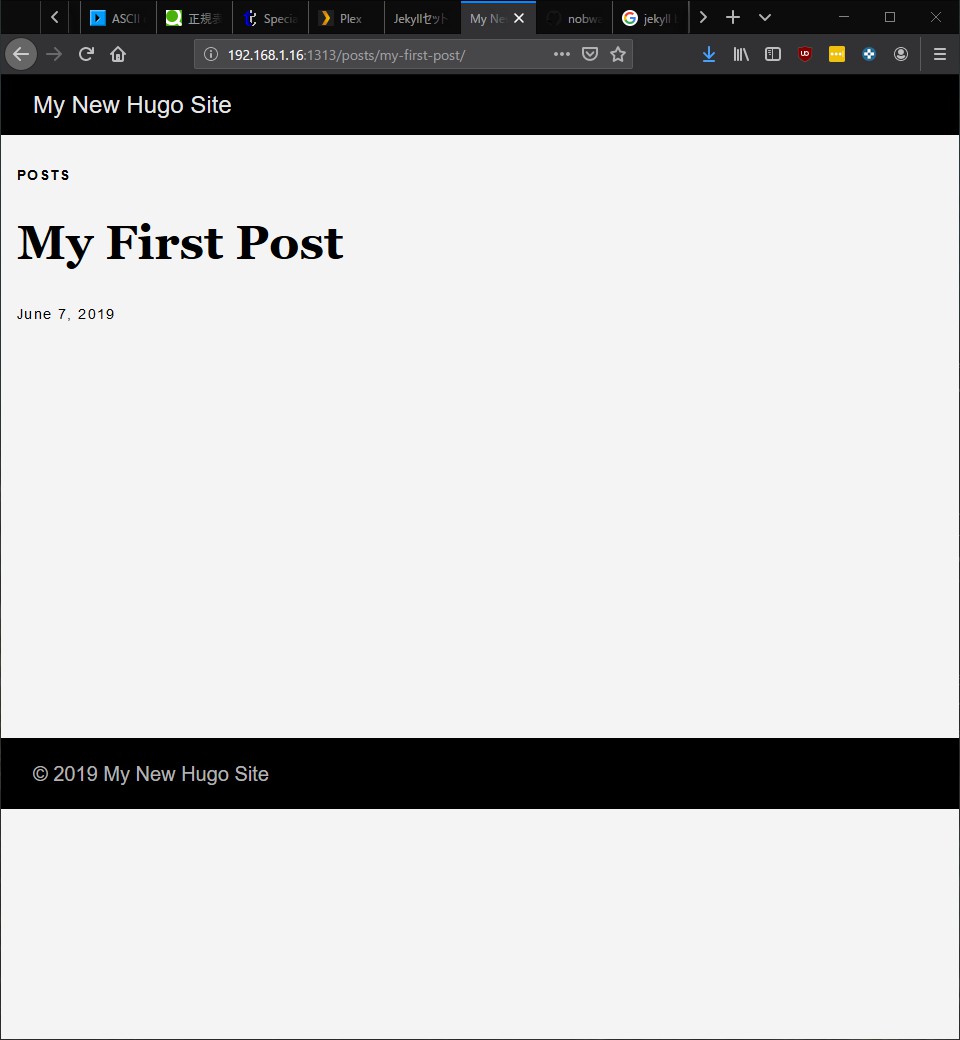 ASCII
正規表
Specia
Plex
Jekyllセット
My Ne
nobwa
jekyll
192.168.1.16:1313/posts/my-first-post/
My New Hugo Site
POSTS
My First Post
June 7, 2019
© 2019 My New Hugo Site